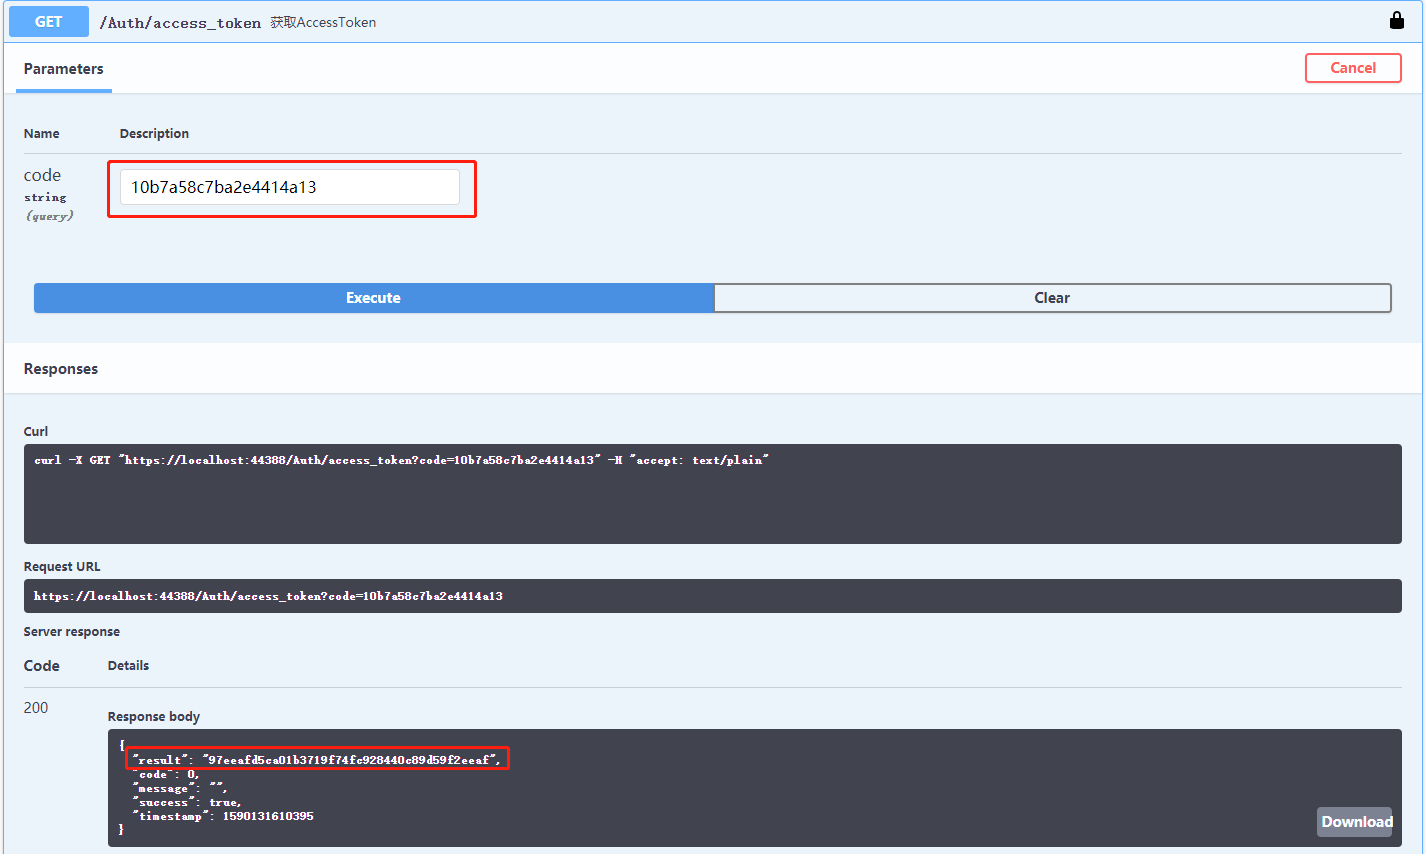 GET /Auth/access_token 获取AccessToken
Parameters
Cancel
Name Description
code 10b7a58c7ba2e4414a13
string
(query)
Execute Clear
Responses
Curl
curl -X GET "https://localhost:44388/Auth/access_token?code=10b7a58c7ba2e4414a13" -H "accept: text/plain"
Request URL
https://localhost:44388/Auth/access_token?code=10b7a58c7ba2e4414a13
Server response
Code Details
200
Response body
{
"result": "97eeafd5ca01b3719f74fc928440c89d59f2eeaf",
"code": 0,
"message": "",
"success": true,
"timestamp": 1590131610395
}
Download